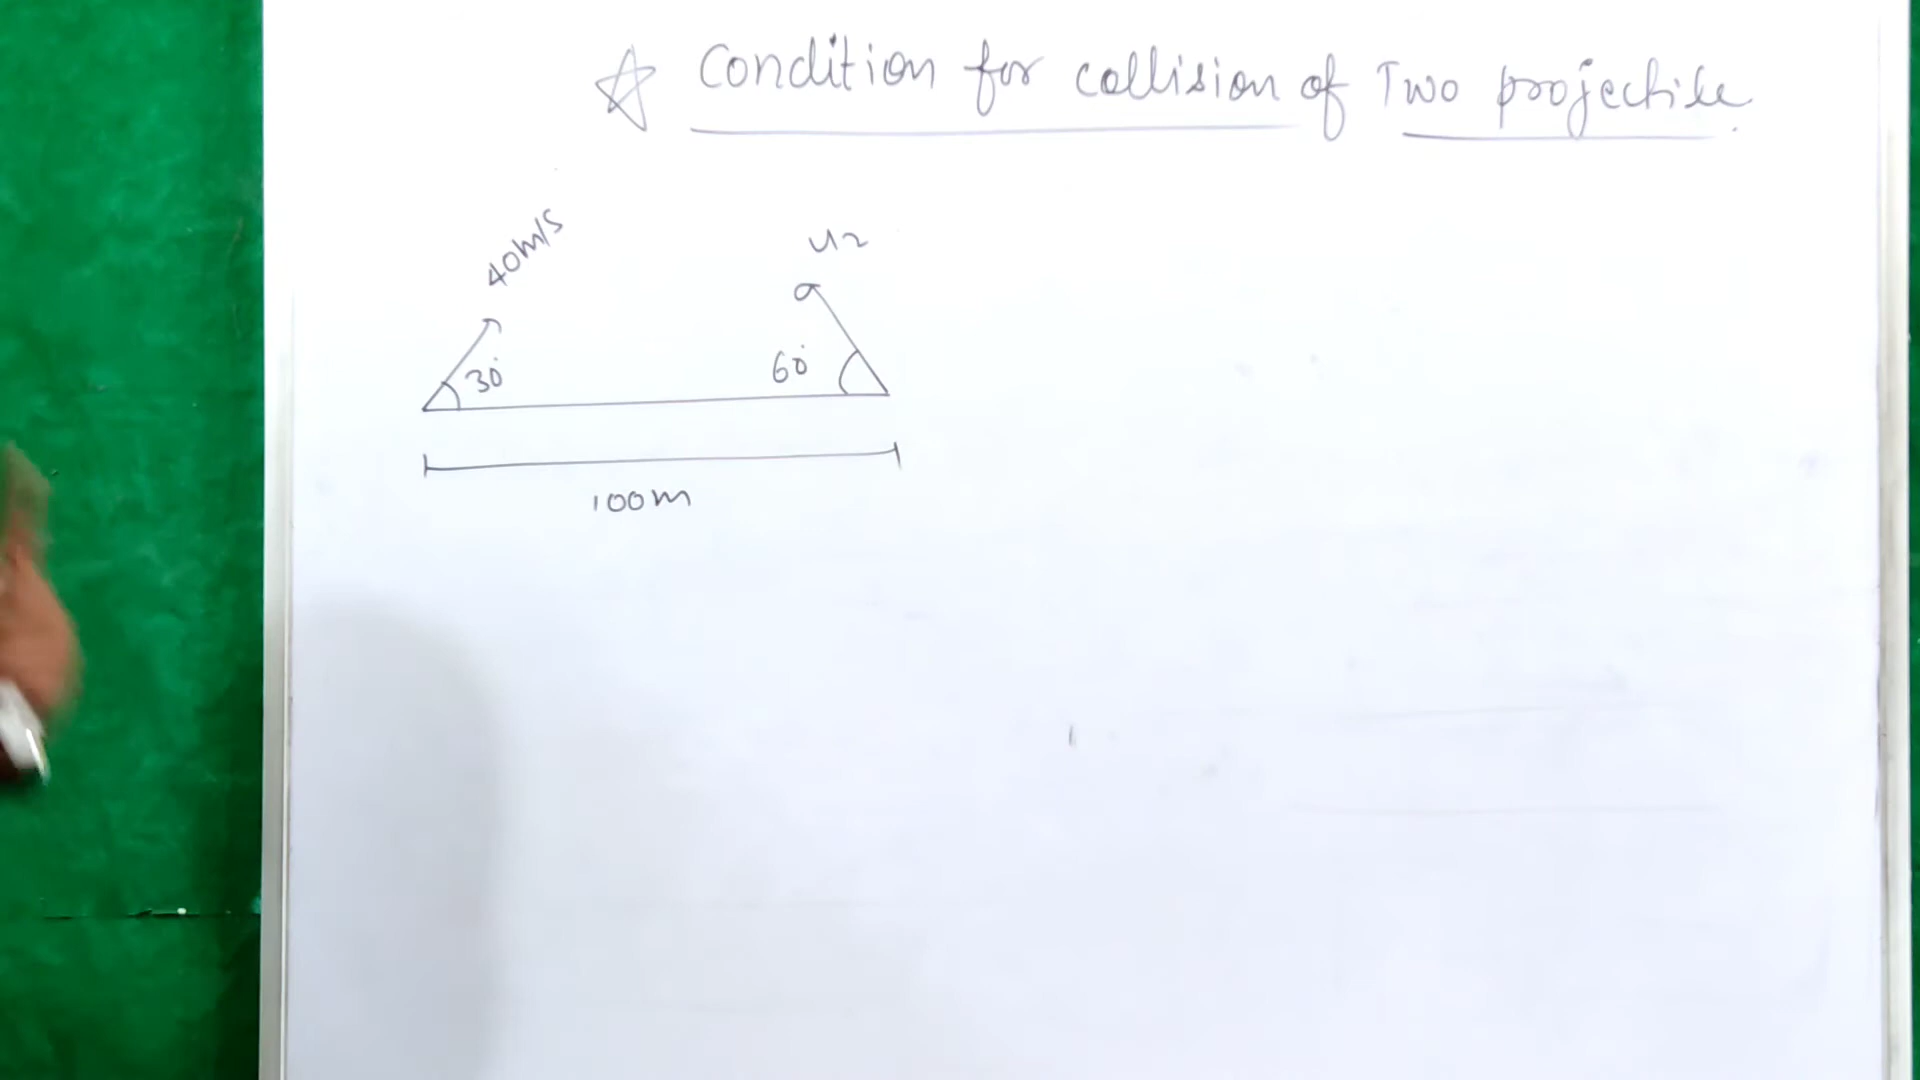 ☆ Condition for collision of Two projectile.
40m/s
u2
30°
60°
100m